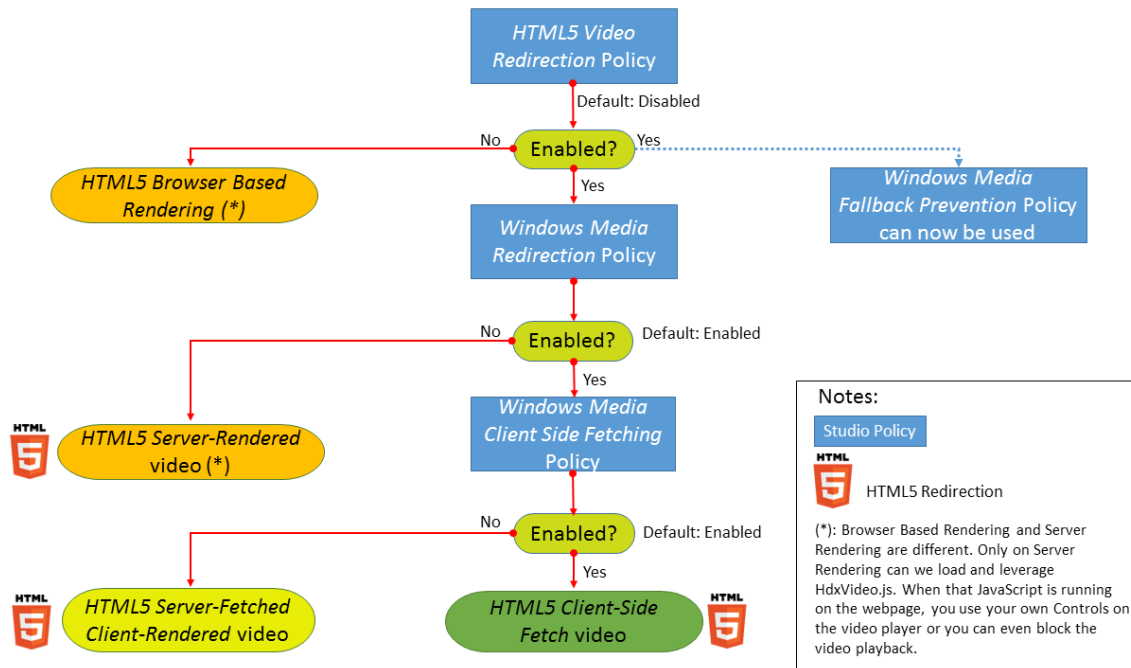 HTML5 Video
Redirection Policy
Default: Disabled
No
Enabled?
Yes
HTML5 Browser Based
Rendering (*)
Yes
Windows Media
Fallback Prevention Policy
can now be used
Windows Media
Redirection Policy
No
Enabled?
Default: Enabled
Yes
HTML
5
HTML5 Server-Rendered
video (*)
Windows Media
Client Side Fetching
Policy
No
Enabled?
Default: Enabled
Yes
HTML
5
HTML5 Server-Fetched
Client-Rendered video
HTML5 Client-Side
Fetch video
HTML
5
Notes:
Studio Policy
HTML
5
HTML5 Redirection
(*): Browser Based Rendering and Server
Rendering are different. Only on Server
Rendering can we load and leverage
HdxVideo.js. When that JavaScript is running
on the webpage, you use your own Controls on
the video player or you can even block the
video playback.